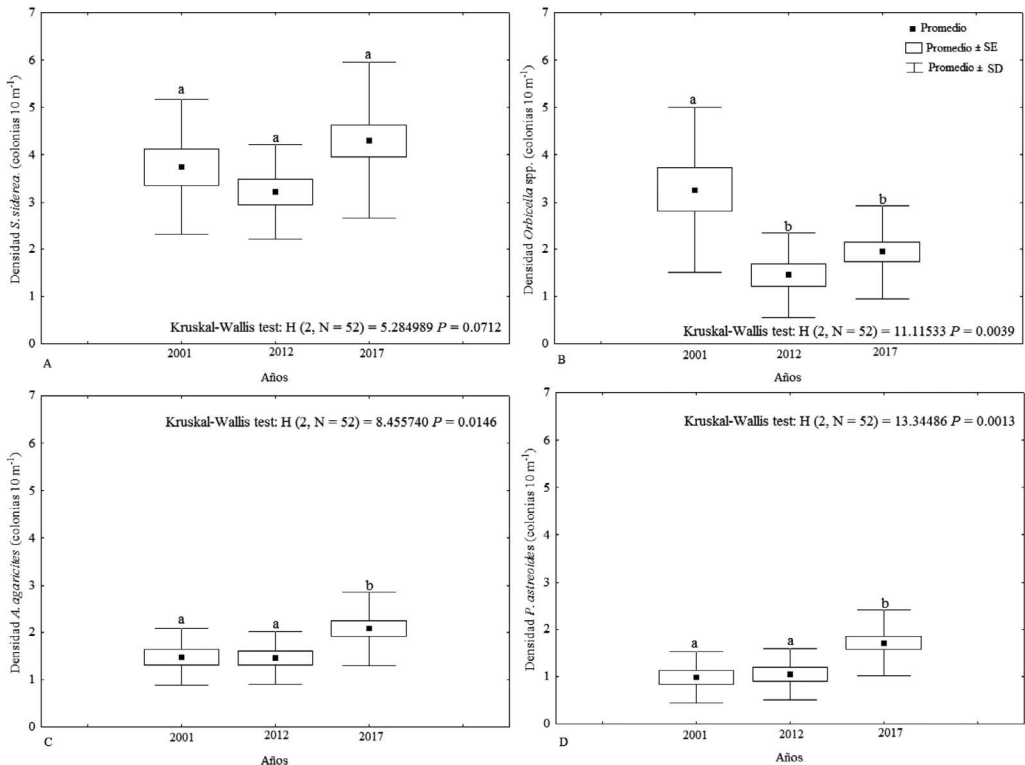 7
6
5
4
3
2
1
0
Densidad S. siderea. (colonias 10 m⁻¹)
a
a
a
Kruskal-Wallis test: H (2, N = 52) = 5.284989 P = 0.0712
2001
2012
2017
A
Años
7
6
5
4
3
2
1
0
Densidad Orbicella spp. (colonias 10 m⁻¹)
Promedio
Promedio ± SE
Promedio ± SD
a
b
b
Kruskal-Wallis test: H (2, N = 52) = 11.11533 P = 0.0039
2001
2012
2017
B
Años
7
6
5
4
3
2
1
0
Densidad A. agaricites (colonias 10 m⁻¹)
Kruskal-Wallis test: H (2, N = 52) = 8.455740 P = 0.0146
a
a
b
2001
2012
2017
C
Años
7
6
5
4
3
2
1
0
Densidad P. astreoides (colonias 10 m⁻¹)
Kruskal-Wallis test: H (2, N = 52) = 13.34486 P = 0.0013
a
a
b
2001
2012
2017
D
Años